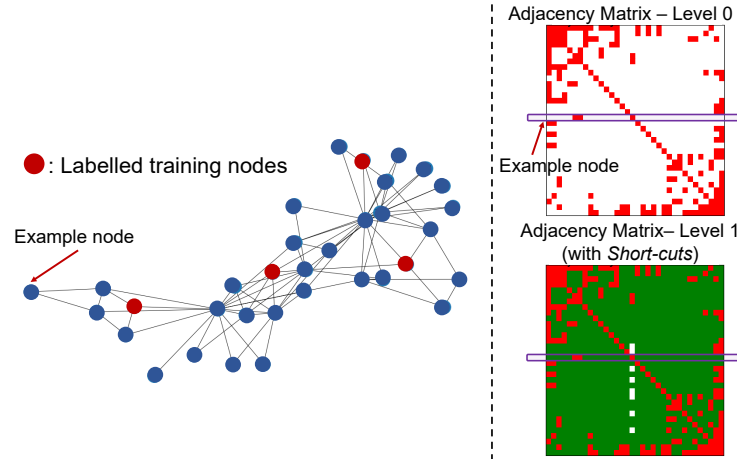 : Labelled training nodes
Example node
Adjacency Matrix – Level 0
Example node
Adjacency Matrix– Level 1
(with Short-cuts)